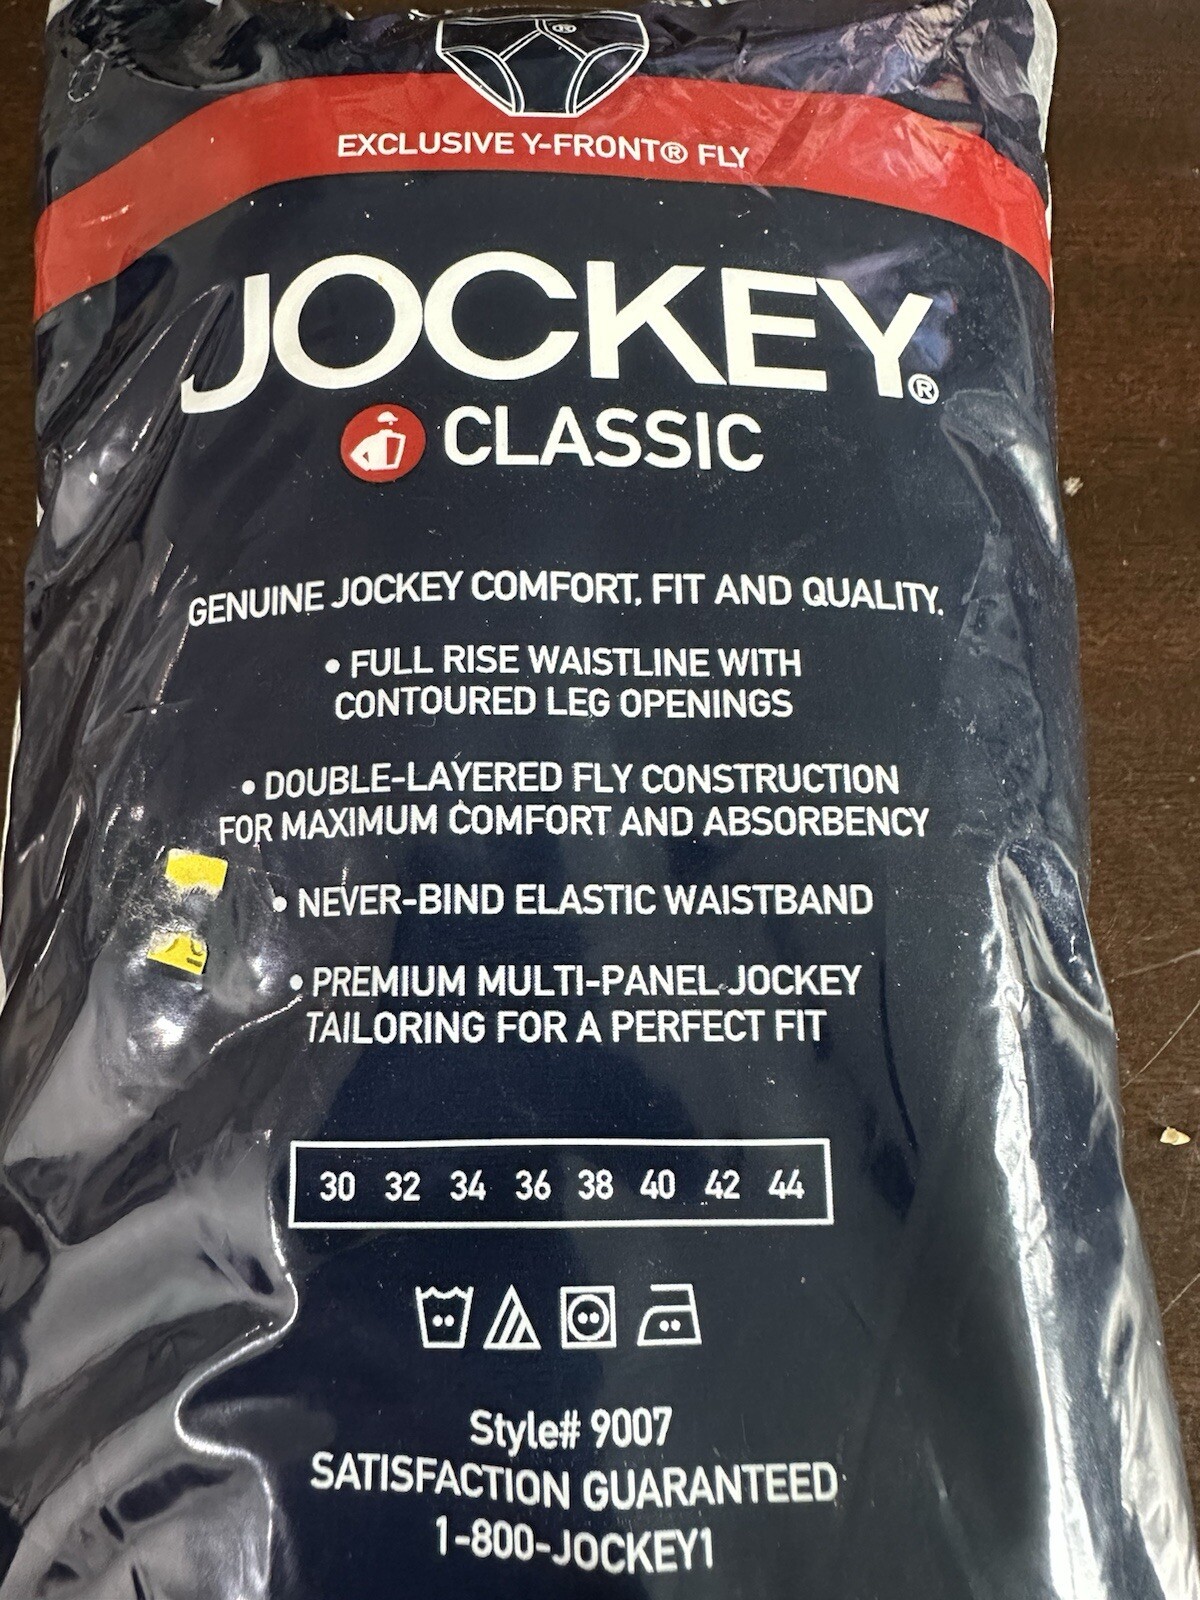 EXCLUSIVE Y-FRONT® FLY
JOCKEY®
CLASSIC
GENUINE JOCKEY COMFORT, FIT AND QUALITY.
• FULL RISE WAISTLINE WITH
CONTOURED LEG OPENINGS
• DOUBLE-LAYERED FLY CONSTRUCTION
FOR MAXIMUM COMFORT AND ABSORBENCY
• NEVER-BIND ELASTIC WAISTBAND
• PREMIUM MULTI-PANEL JOCKEY
TAILORING FOR A PERFECT FIT
30 32 34 36 38 40 42 44
Style# 9007
SATISFACTION GUARANTEED
1-800-JOCKEY1